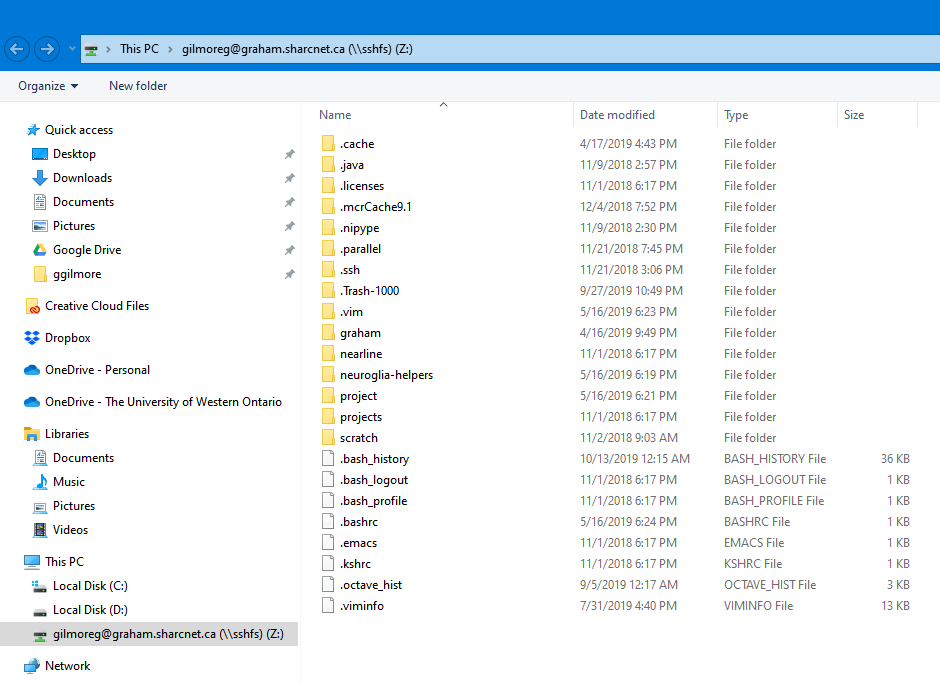 This PC > gilmoreg@graham.sharcnet.ca (\\sshfs) (Z:)
Organize New folder
Name Date modified Type Size
Quick access
Desktop
Downloads
Documents
Pictures
Google Drive
ggilmore
Creative Cloud Files
Dropbox
OneDrive - Personal
OneDrive - The University of Western Ontario
Libraries
Documents
Music
Pictures
Videos
This PC
Local Disk (C:)
Local Disk (D:)
gilmoreg@graham.sharcnet.ca (\\sshfs) (Z:)
Network
.cache 4/17/2019 4:43 PM File folder
.java 11/9/2018 2:57 PM File folder
.licenses 11/1/2018 6:17 PM File folder
.mcrCache9.1 12/4/2018 7:52 PM File folder
.nipype 11/9/2018 2:30 PM File folder
.parallel 11/21/2018 7:45 PM File folder
.ssh 11/21/2018 3:06 PM File folder
.Trash-1000 9/27/2019 10:49 PM File folder
.vim 5/16/2019 6:23 PM File folder
graham 4/16/2019 9:49 PM File folder
nearline 11/1/2018 6:17 PM File folder
neuroglia-helpers 5/16/2019 6:19 PM File folder
project 5/16/2019 6:21 PM File folder
projects 11/1/2018 6:17 PM File folder
scratch 11/2/2018 9:03 AM File folder
.bash_history 10/13/2019 12:15 AM BASH_HISTORY File 36 KB
.bash_logout 11/1/2018 6:17 PM BASH_LOGOUT File 1 KB
.bash_profile 11/1/2018 6:17 PM BASH_PROFILE File 1 KB
.bashrc 5/16/2019 6:24 PM BASHRC File 1 KB
.emacs 11/1/2018 6:17 PM EMACS File 1 KB
.kshrc 11/1/2018 6:17 PM KSHRC File 1 KB
.octave_hist 9/5/2019 12:17 AM OCTAVE_HIST File 3 KB
.viminfo 7/31/2019 4:40 PM VIMINFO File 13 KB